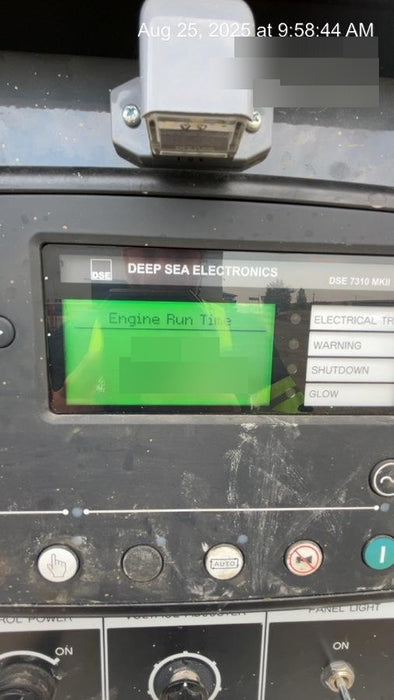 Aug 25, 2025 at 9:58:44 AM
DSE
DEEP SEA ELECTRONICS
DSE 7310 MKII
Engine Run Time
ELECTRICAL TR
WARNING
SHUTDOWN
GLOW
AUTO
ROL POWER
VOLTAGE ADJUSTER
PANEL LIGHT
ON
ON